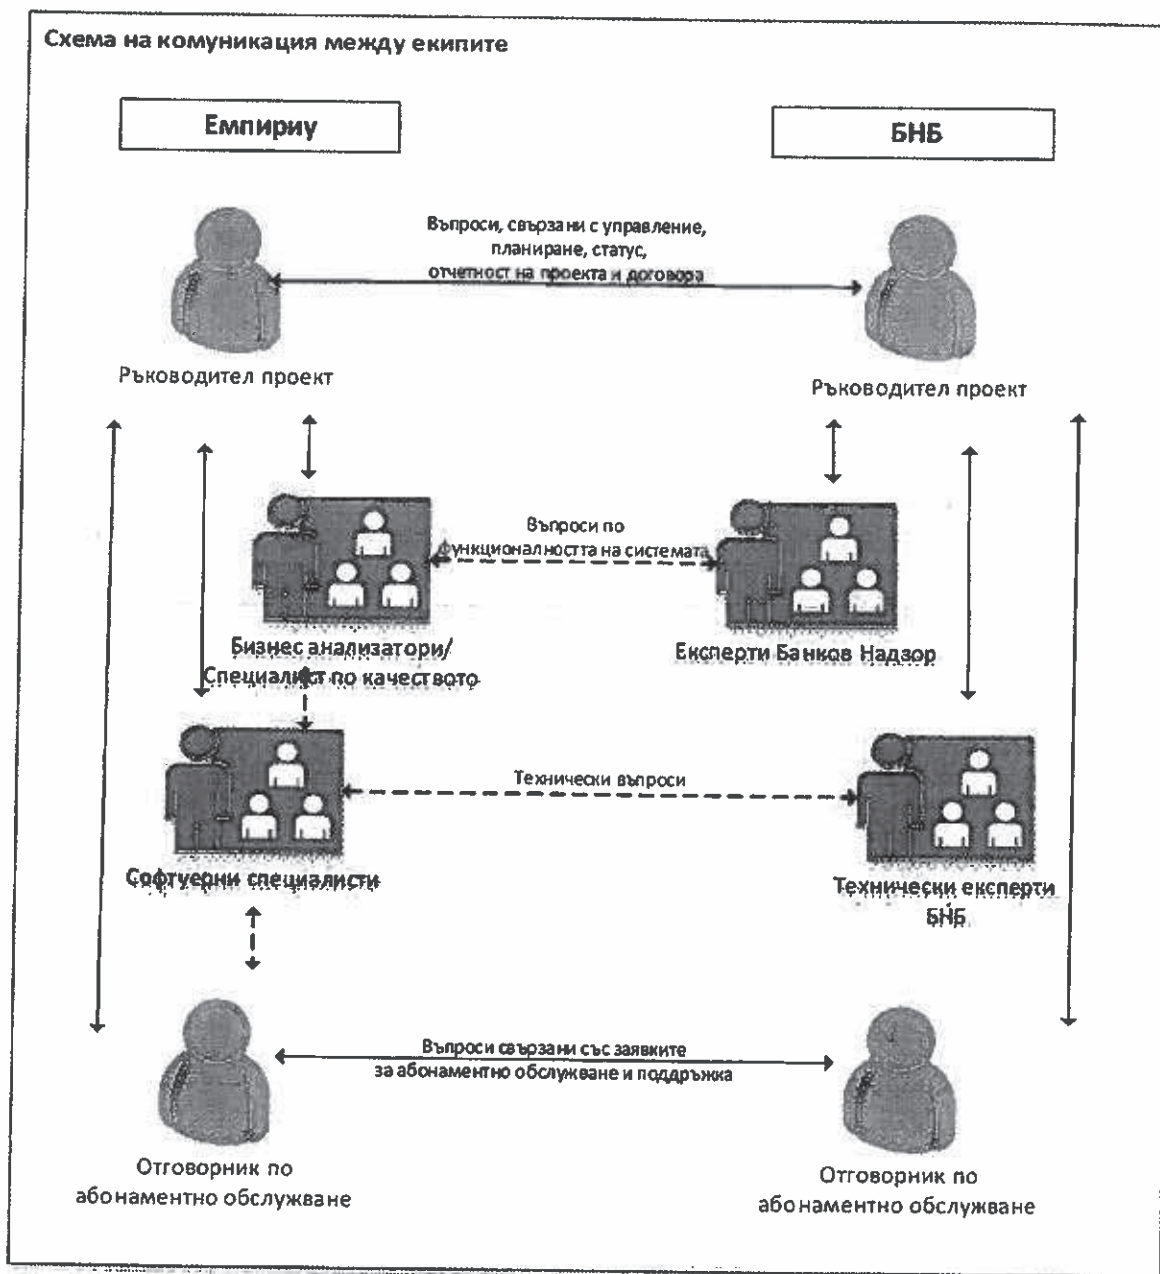 Схема на комуникация между екипите
Емпириу
БНБ
Въпроси, свързани с управление,
планиране, статус,
отчетност на проекта и договора
Ръководител проект
Ръководител проект
Въпроси по
функционалността на системата
Бизнес анализатори/
Специалист по качеството
Експерти Банков Надзор
Технически въпроси
Софтуерни специалисти
Технически експерти
БНБ
Въпроси свързани със заявките
за абонаментно обслужване и поддръжка
Отговорник по
абонаментно обслужване
Отговорник по
абонаментно обслужване